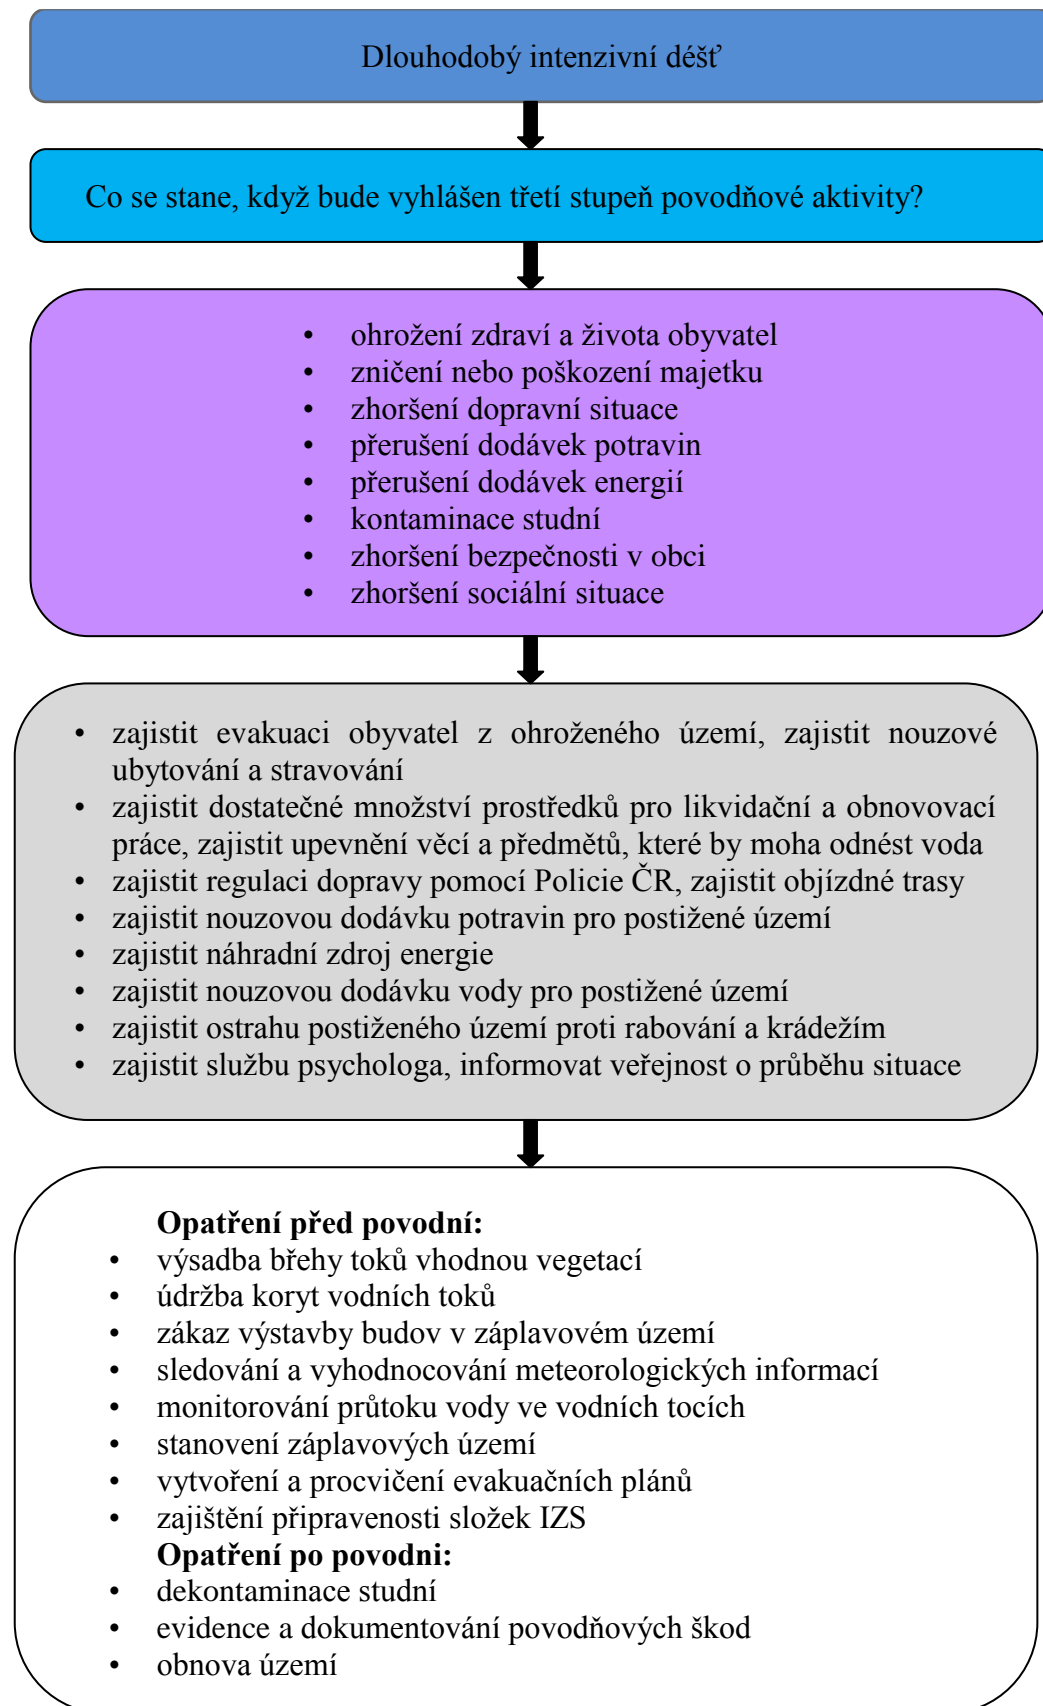 Dlouhodobý intenzivní déšť
Co se stane, když bude vyhlášen třetí stupeň povodňové aktivity?
• ohrožení zdraví a života obyvatel
• zničení nebo poškození majetku
• zhoršení dopravní situace
• přerušení dodávek potravin
• přerušení dodávek energií
• kontaminace studní
• zhoršení bezpečnosti v obci
• zhoršení sociální situace
• zajistit evakuaci obyvatel z ohroženého území, zajistit nouzové
ubytování a stravování
• zajistit dostatečné množství prostředků pro likvidační a obnovovací
práce, zajistit upevnění věcí a předmětů, které by moha odnést voda
• zajistit regulaci dopravy pomocí Policie ČR, zajistit objízdné trasy
• zajistit nouzovou dodávku potravin pro postižené území
• zajistit náhradní zdroj energie
• zajistit nouzovou dodávku vody pro postižené území
• zajistit ostrahu postiženého území proti rabování a krádežím
• zajistit službu psychologa, informovat veřejnost o průběhu situace
Opatření před povodní:
• výsadba břehy toků vhodnou vegetací
• údržba koryt vodních toků
• zákaz výstavby budov v záplavovém území
• sledování a vyhodnocování meteorologických informací
• monitorování průtoku vody ve vodních tocích
• stanovení záplavových území
• vytvoření a procvičení evakuačních plánů
• zajištění připravenosti složek IZS
Opatření po povodni:
• dekontaminace studní
• evidence a dokumentování povodňových škod
• obnova území